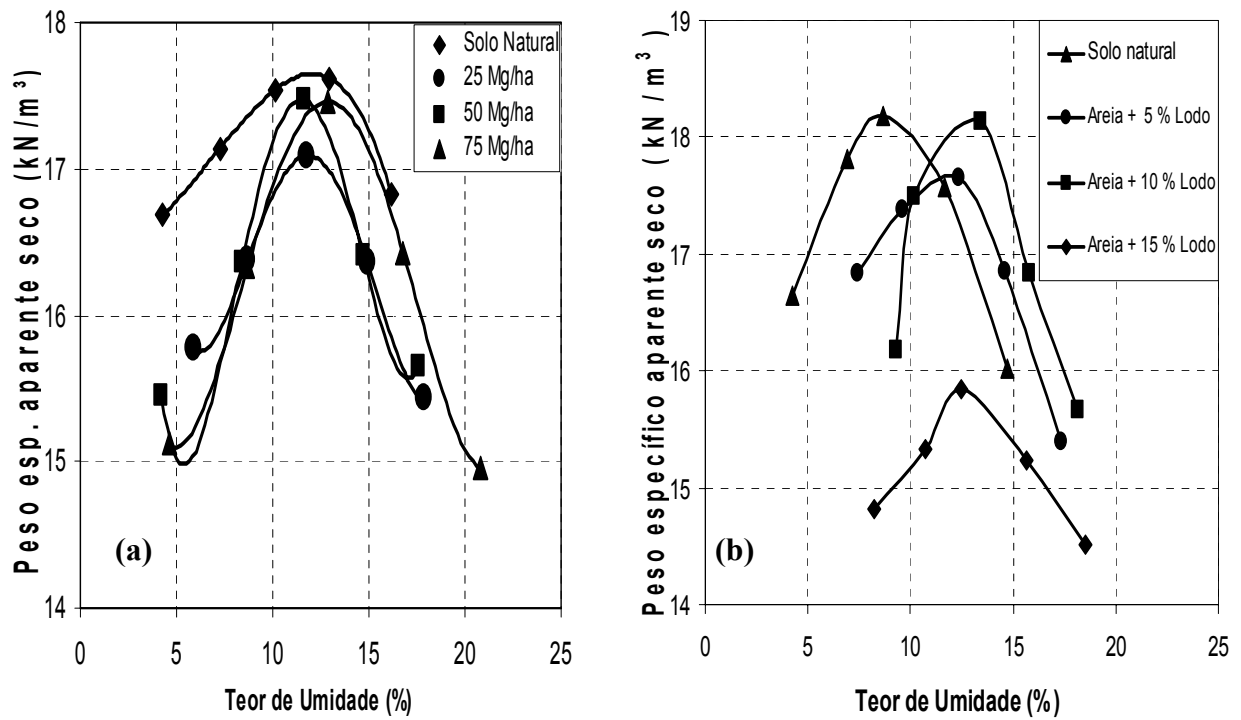 Peso esp. aparente seco (kN/m³)
18
17
16
15
14
0 5 10 15 20 25
Teor de Umidade (%)
Solo Natural
25 Mg/ha
50 Mg/ha
75 Mg/ha
(a)
Peso específico aparente seco ( kN / m³ )
19
18
17
16
15
14
0 5 10 15 20 25
Teor de Umidade (%)
Solo natural
Areia + 5 % Lodo
Areia + 10 % Lodo
Areia + 15 % Lodo
(b)